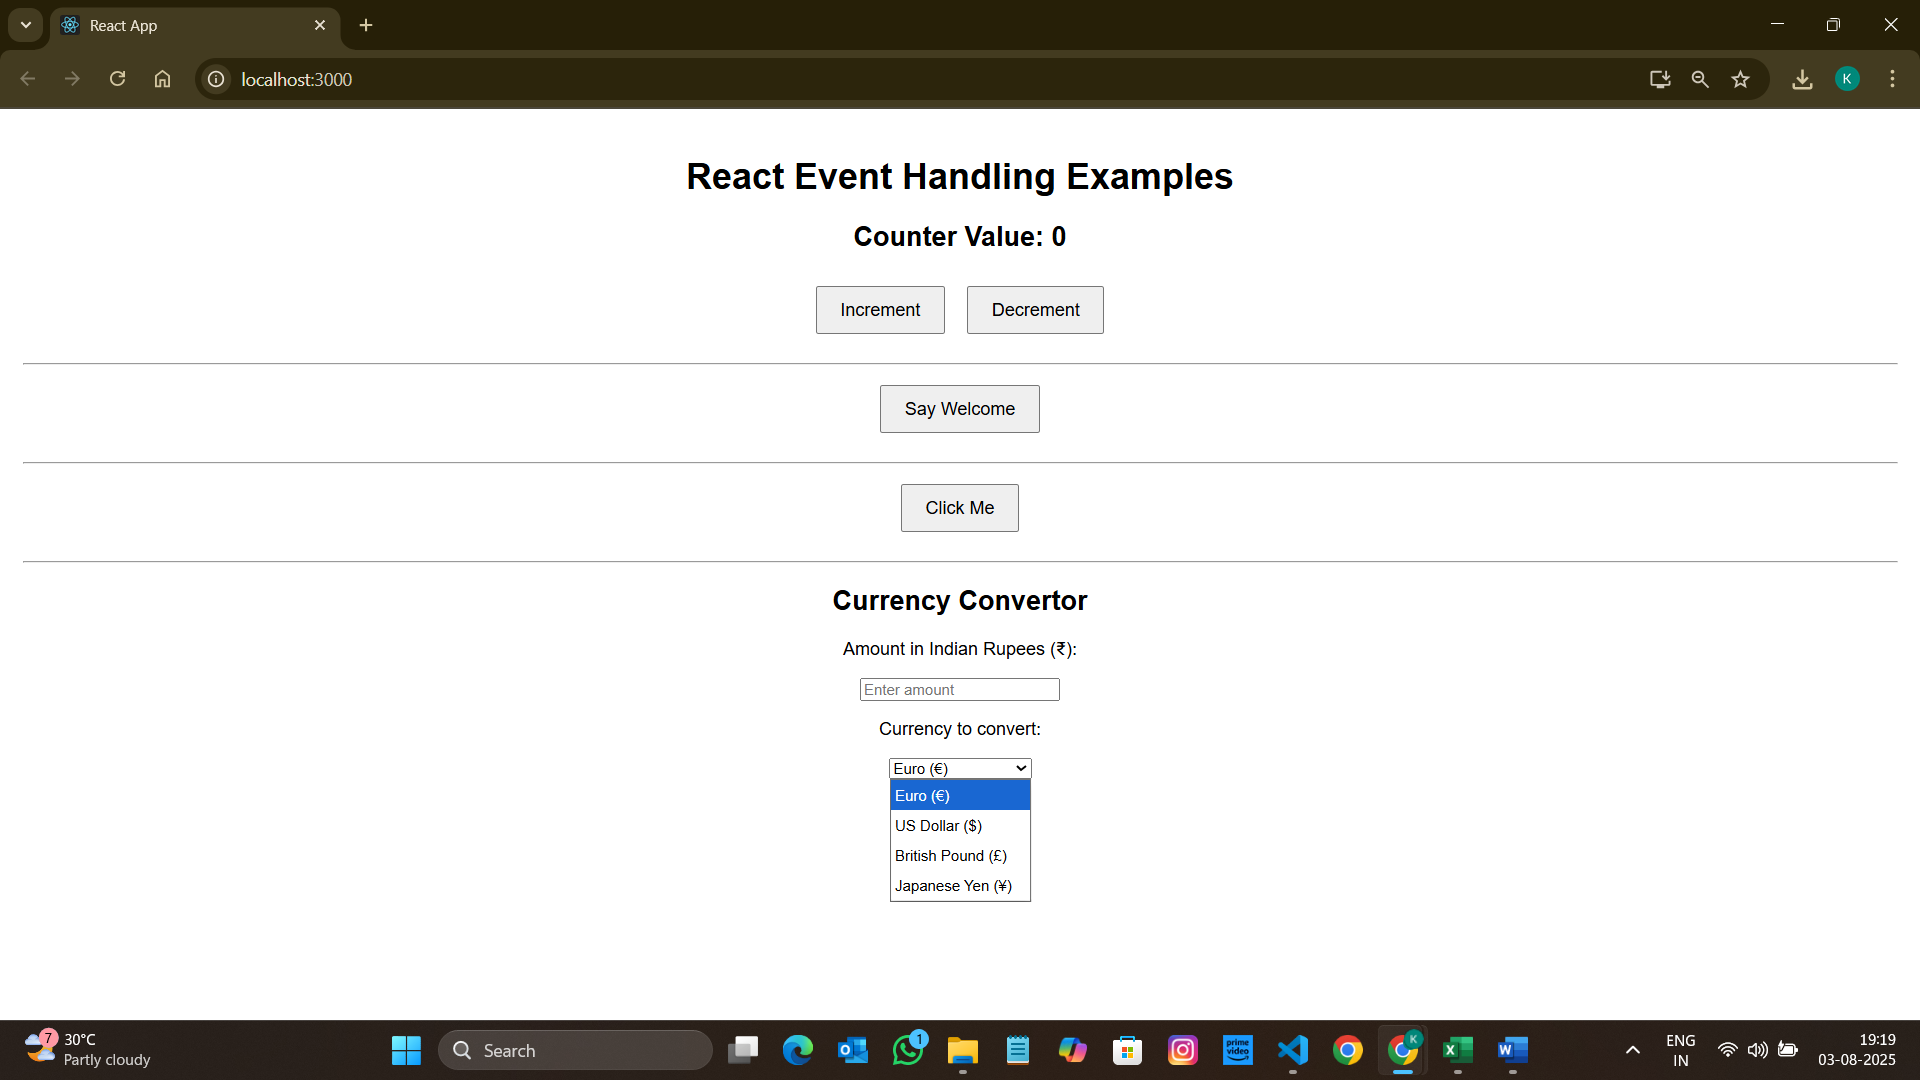 React App
localhost:3000
K
React Event Handling Examples
Counter Value: 0
Increment Decrement
Say Welcome
Click Me
Currency Convertor
Amount in Indian Rupees (₹):
Enter amount
Currency to convert:
Euro (€)
Euro (€)
US Dollar ($)
British Pound (£)
Japanese Yen (¥)
7
30°C
Partly cloudy
Search
1
prime
video
K
ENG
IN
19:19
03-08-2025